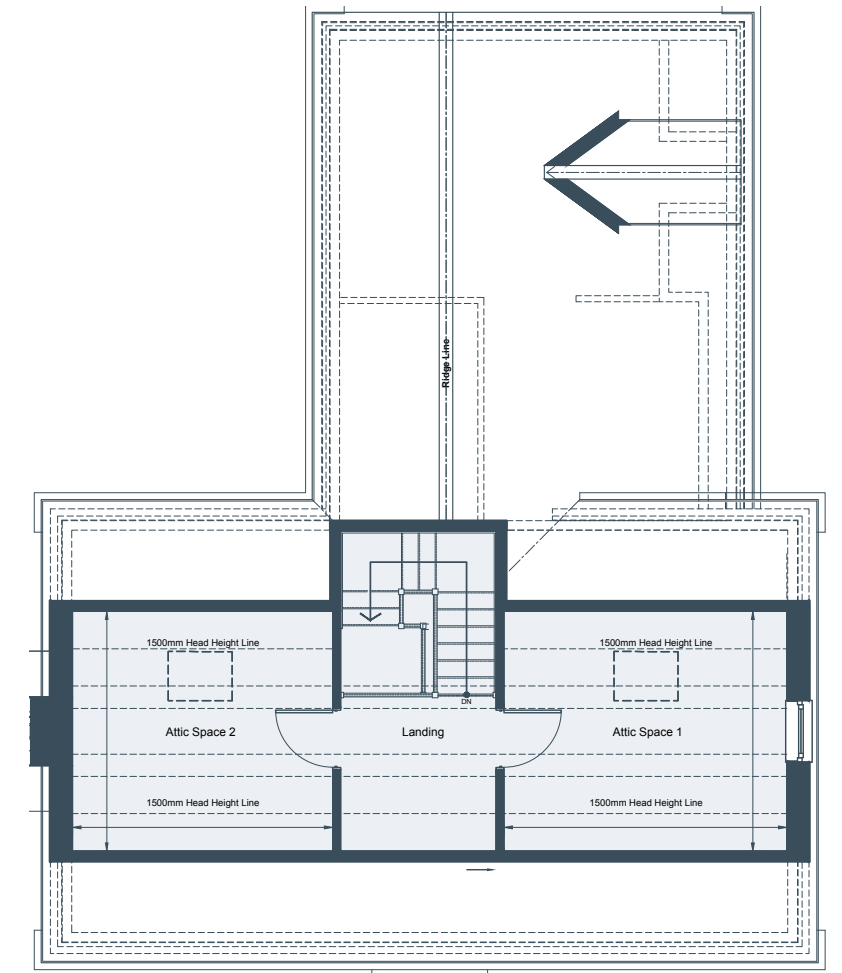 Ridge Line
1500mm Head Height Line
1500mm Head Height Line
DN
Attic Space 2
Landing
Attic Space 1
1500mm Head Height Line
1500mm Head Height Line